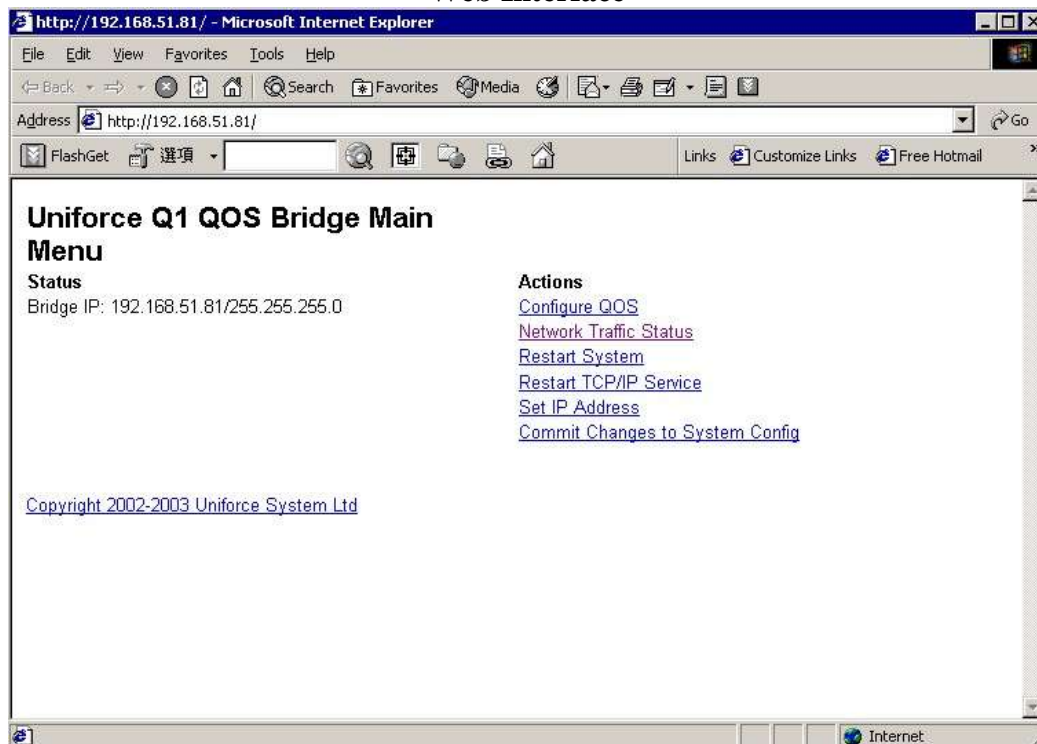 Web Interface
http://192.168.51.81/ - Microsoft Internet Explorer
File Edit View Favorites Tools Help
Back Search Favorites Media
Address http://192.168.51.81/ Go
FlashGet 選項 Links Customize Links Free Hotmail »
Uniforce Q1 QOS Bridge Main
Menu
Status
Bridge IP: 192.168.51.81/255.255.255.0
Actions
Configure QOS
Network Traffic Status
Restart System
Restart TCP/IP Service
Set IP Address
Commit Changes to System Config
Copyright 2002-2003 Uniforce System Ltd
Internet